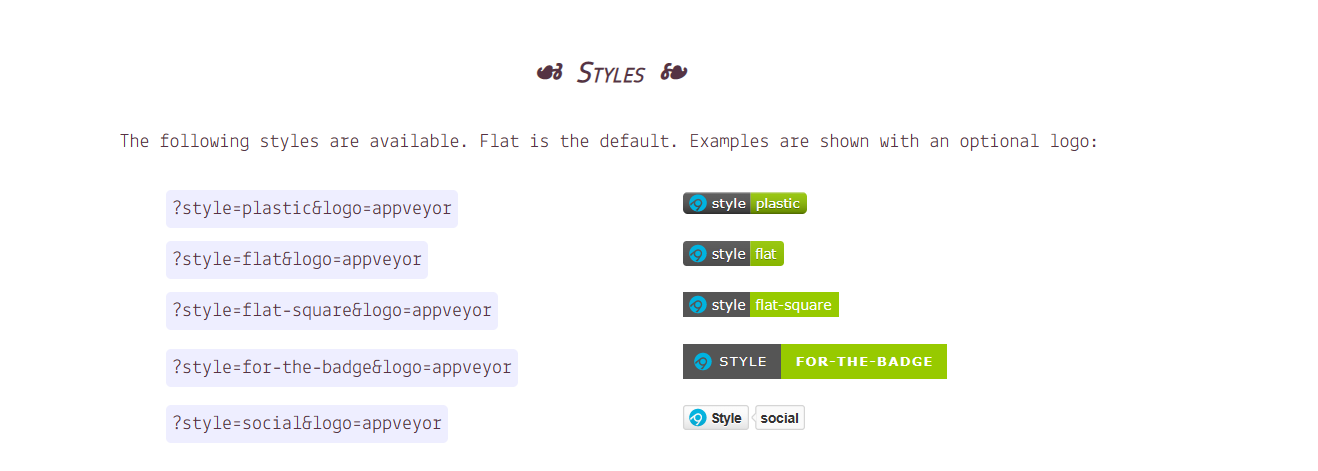 Styles
The following styles are available. Flat is the default. Examples are shown with an optional logo:
?style=plastic&logo=appveyor style plastic
?style=flat&logo=appveyor style flat
?style=flat-square&logo=appveyor style flat-square
?style=for-the-badge&logo=appveyor STYLE FOR-THE-BADGE
?style=social&logo=appveyor Style social